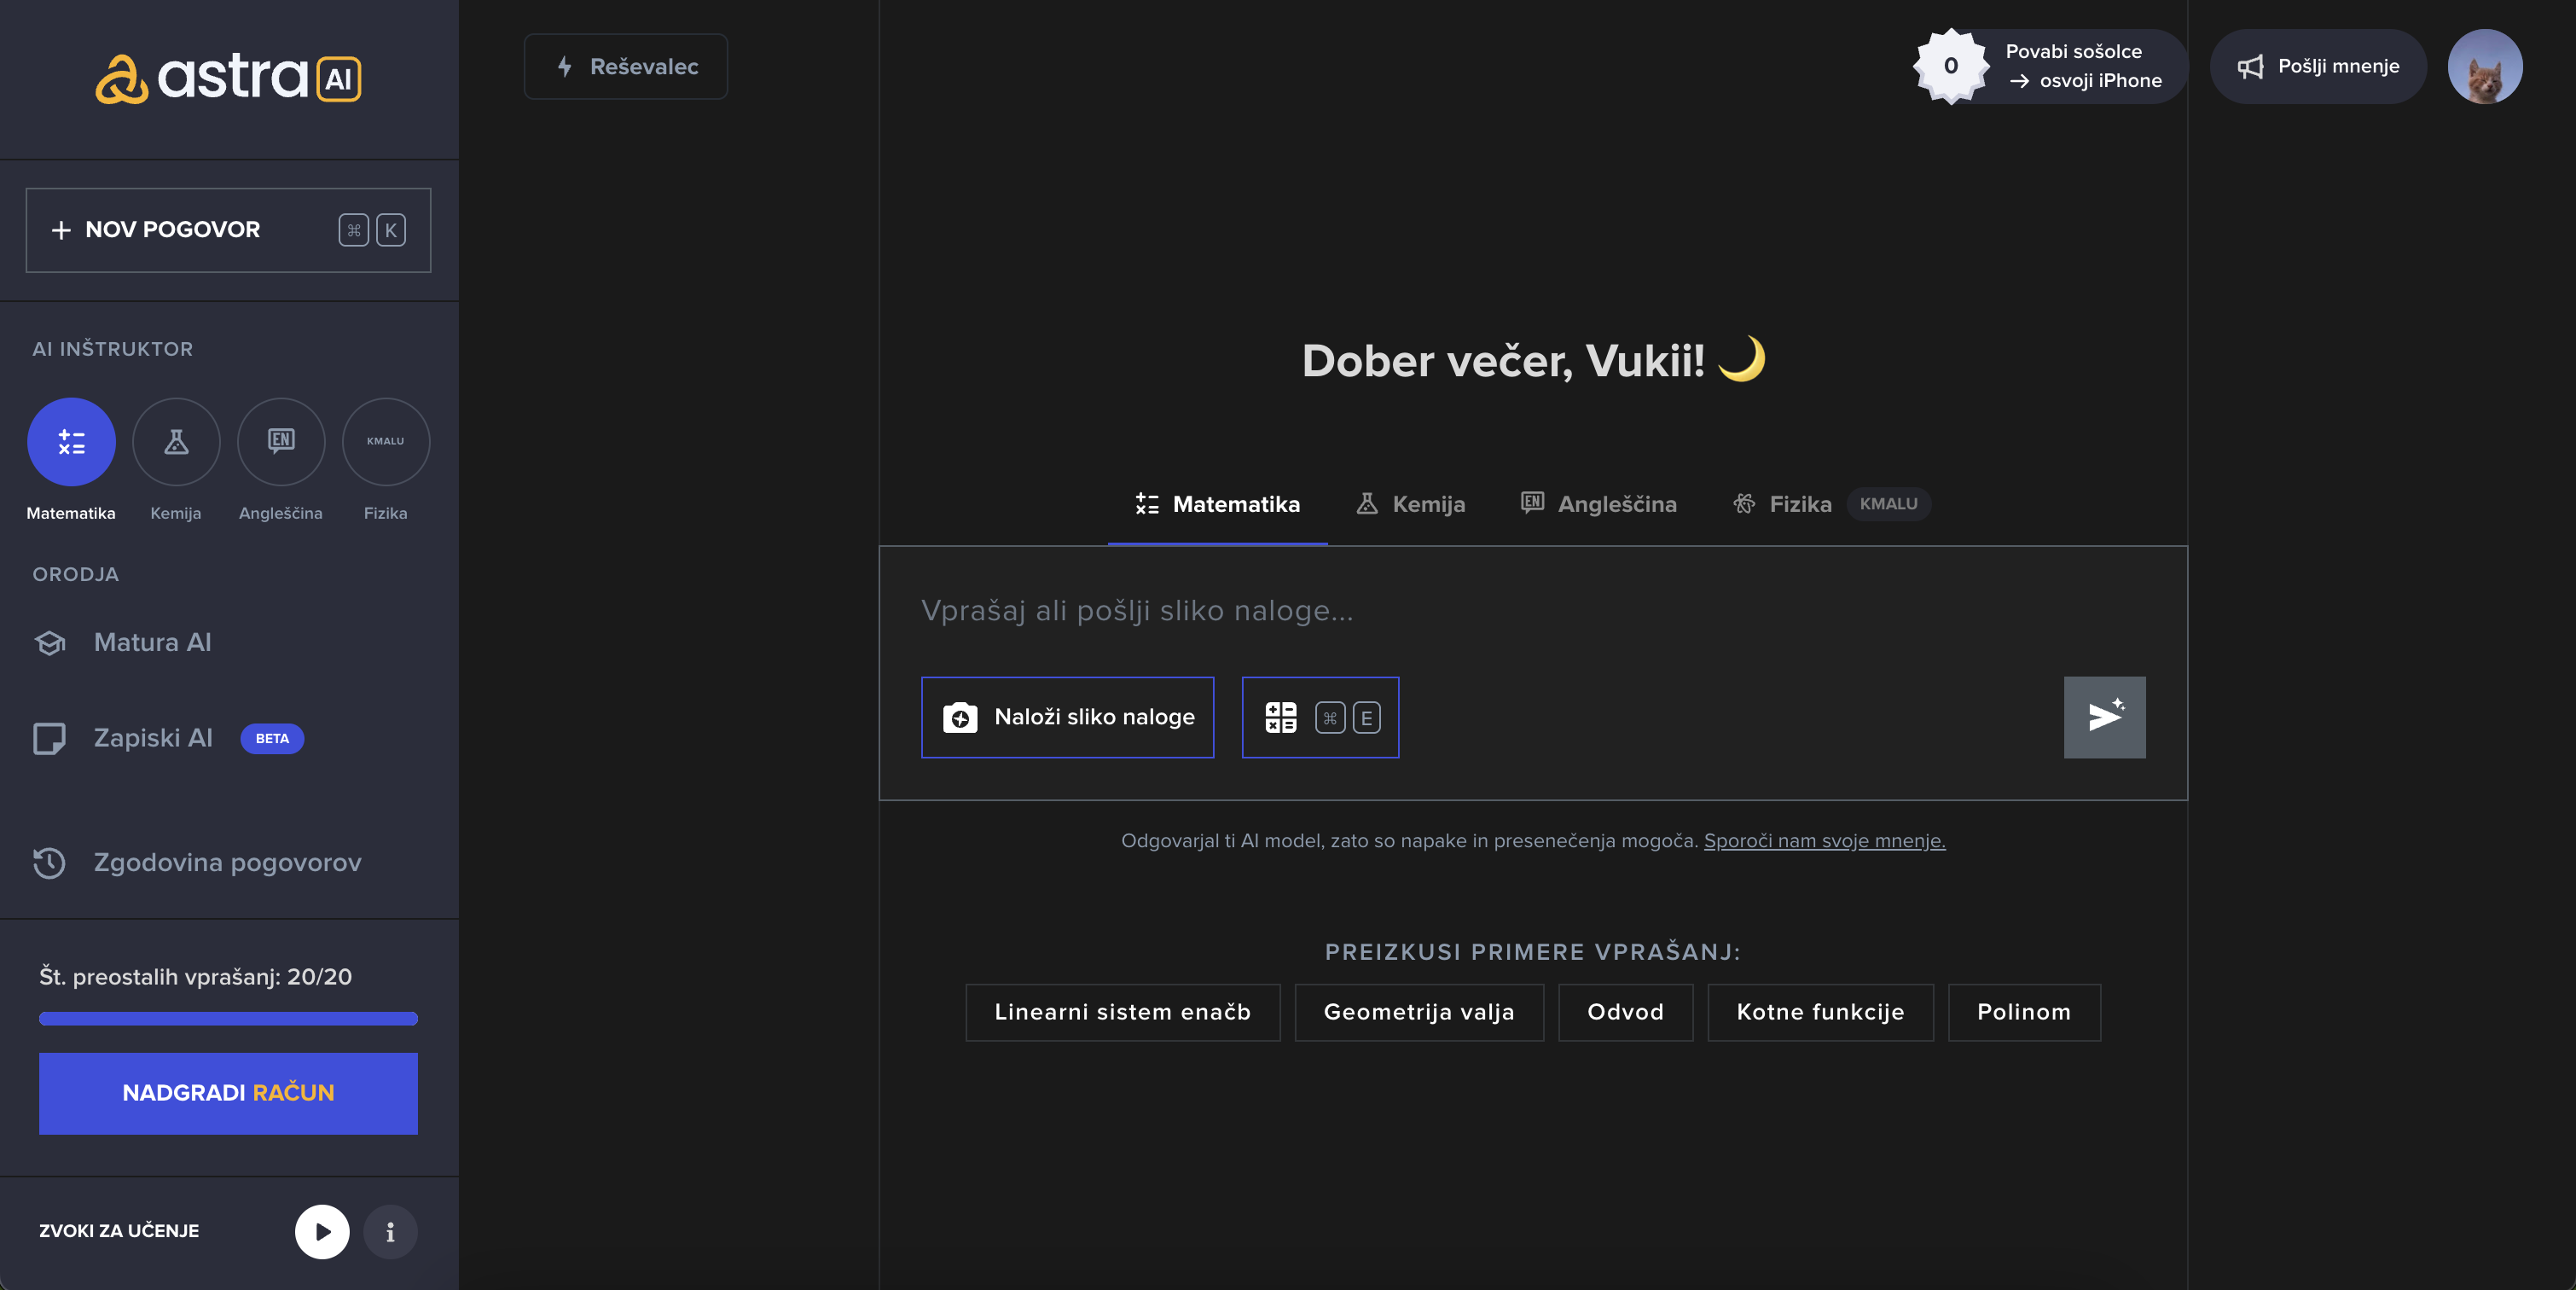 astra AI
NOV POGOVOR ⌘ K
AI INŠTRUKTOR
EN
KMALU
Matematika
Kemija
Angleščina
Fizika
ORODJA
Matura AI
Zapiski AI BETA
Zgodovina pogovorov
Št. preostalih vprašanj: 20/20
NADGRADI RAČUN
ZVOKI ZA UČENJE
i
Reševalec
0
Povabi sošolce
→ osvoji iPhone
Pošlji mnenje
Dober večer, Vukii!
Matematika
Kemija
EN Angleščina
Fizika KMALU
Vprašaj ali pošlji sliko naloge...
Naloži sliko naloge
⌘ E
Odgovarjal ti AI model, zato so napake in presenečenja mogoča. Sporoči nam svoje mnenje.
PREIZKUSI PRIMERE VPRAŠANJ:
Linearni sistem enačb
Geometrija valja
Odvod
Kotne funkcije
Polinom